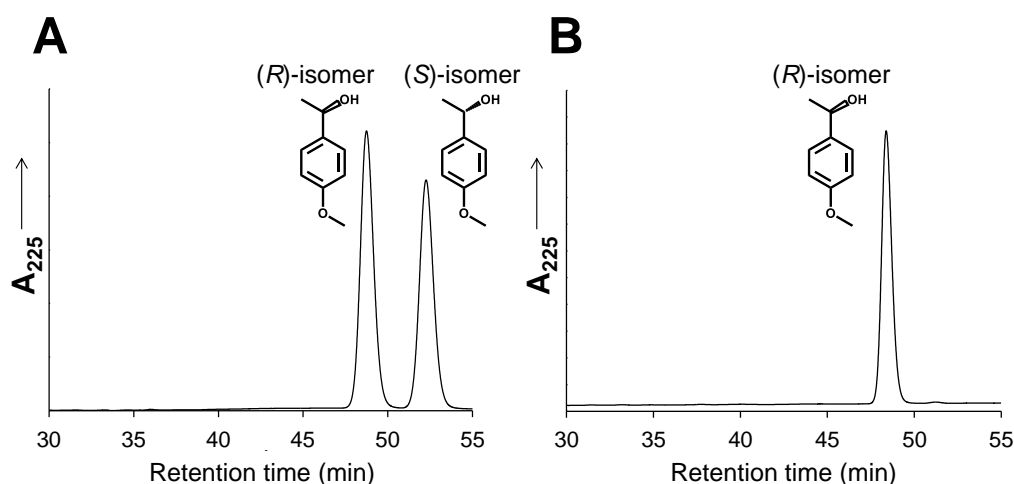 A
(R)-isomer (S)-isomer
OH OH
O O
A225
30 35 40 45 50 55
Retention time (min)
B
(R)-isomer
OH
O
A225
30 35 40 45 50 55
Retention time (min)